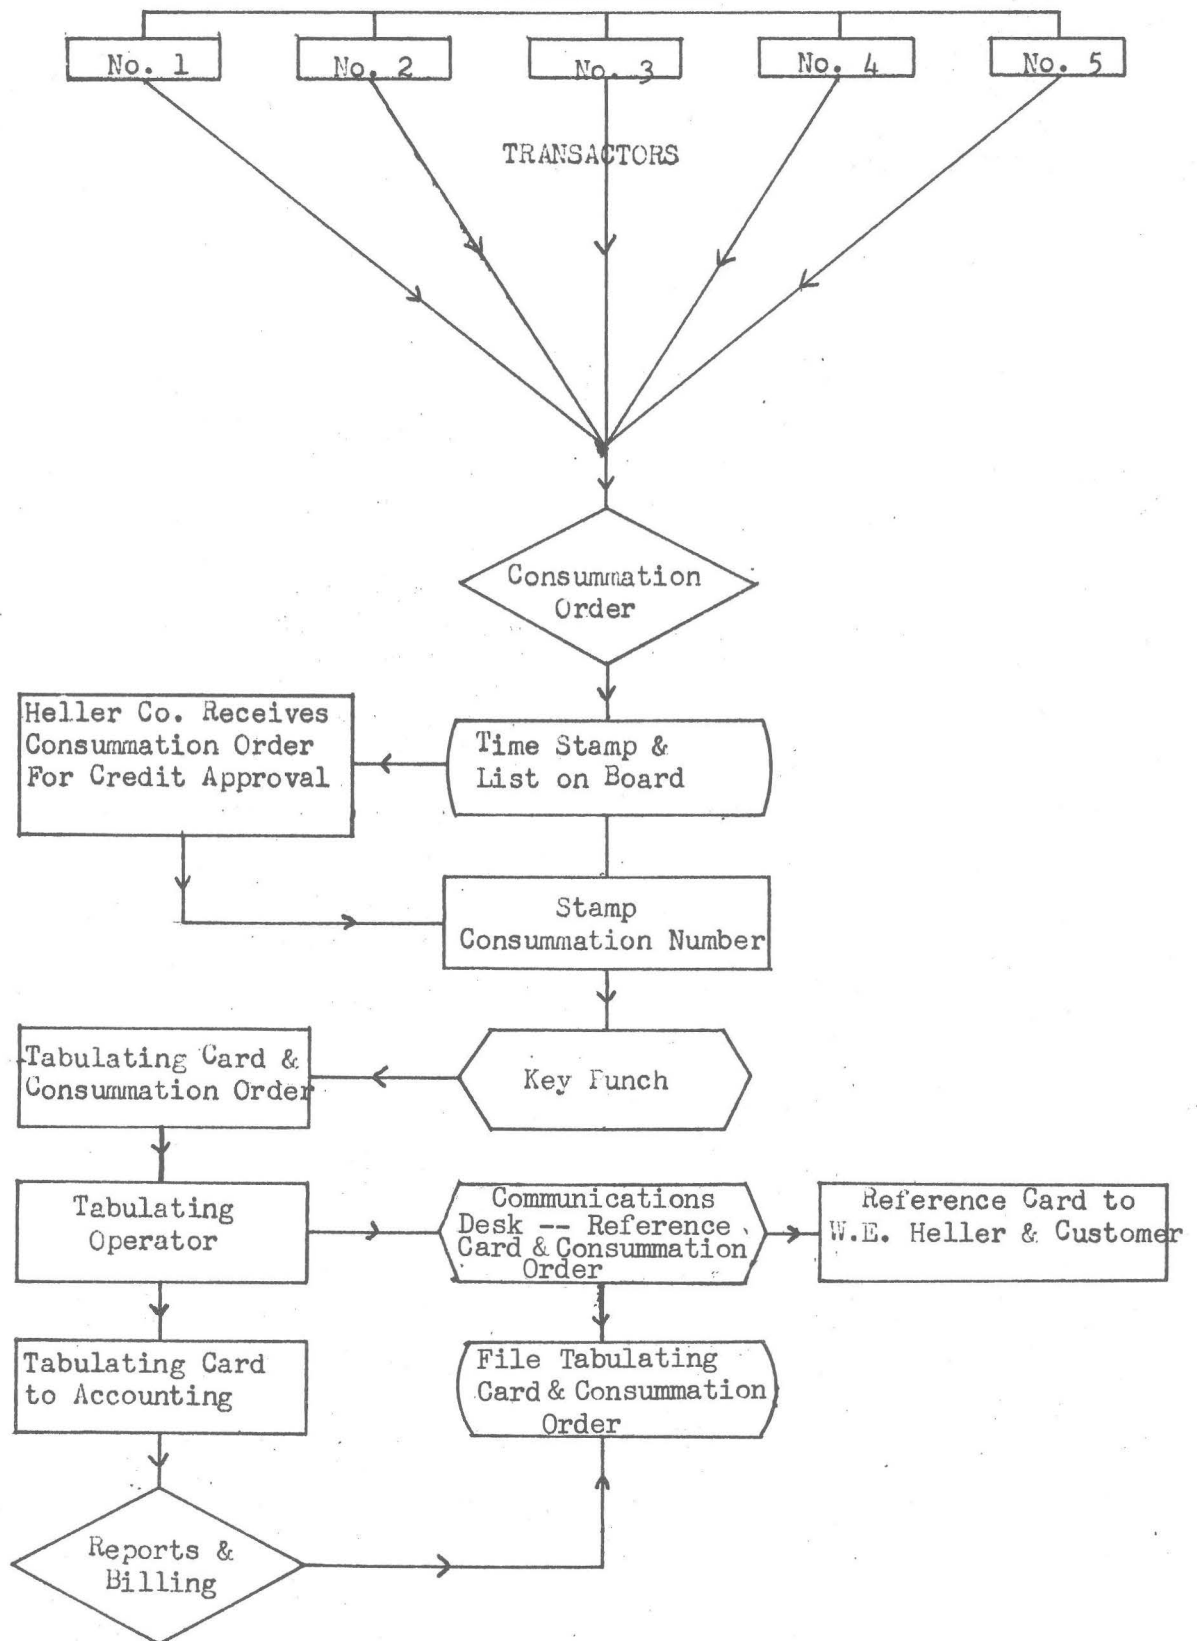 No. 1
No. 2
No. 3
No. 4
No. 5
TRANSACTORS
Consummation
Order
Heller Co. Receives
Consummation Order
For Credit Approval
Time Stamp &
List on Board
Stamp
Consummation Number
Tabulating Card &
Consummation Order
Key Punch
Tabulating
Operator
Communications
Desk -- Reference
Card & Consummation
Order
Reference Card to
W.E. Heller & Customer
Tabulating Card
to Accounting
File Tabulating
Card & Consummation
Order
Reports &
Billing